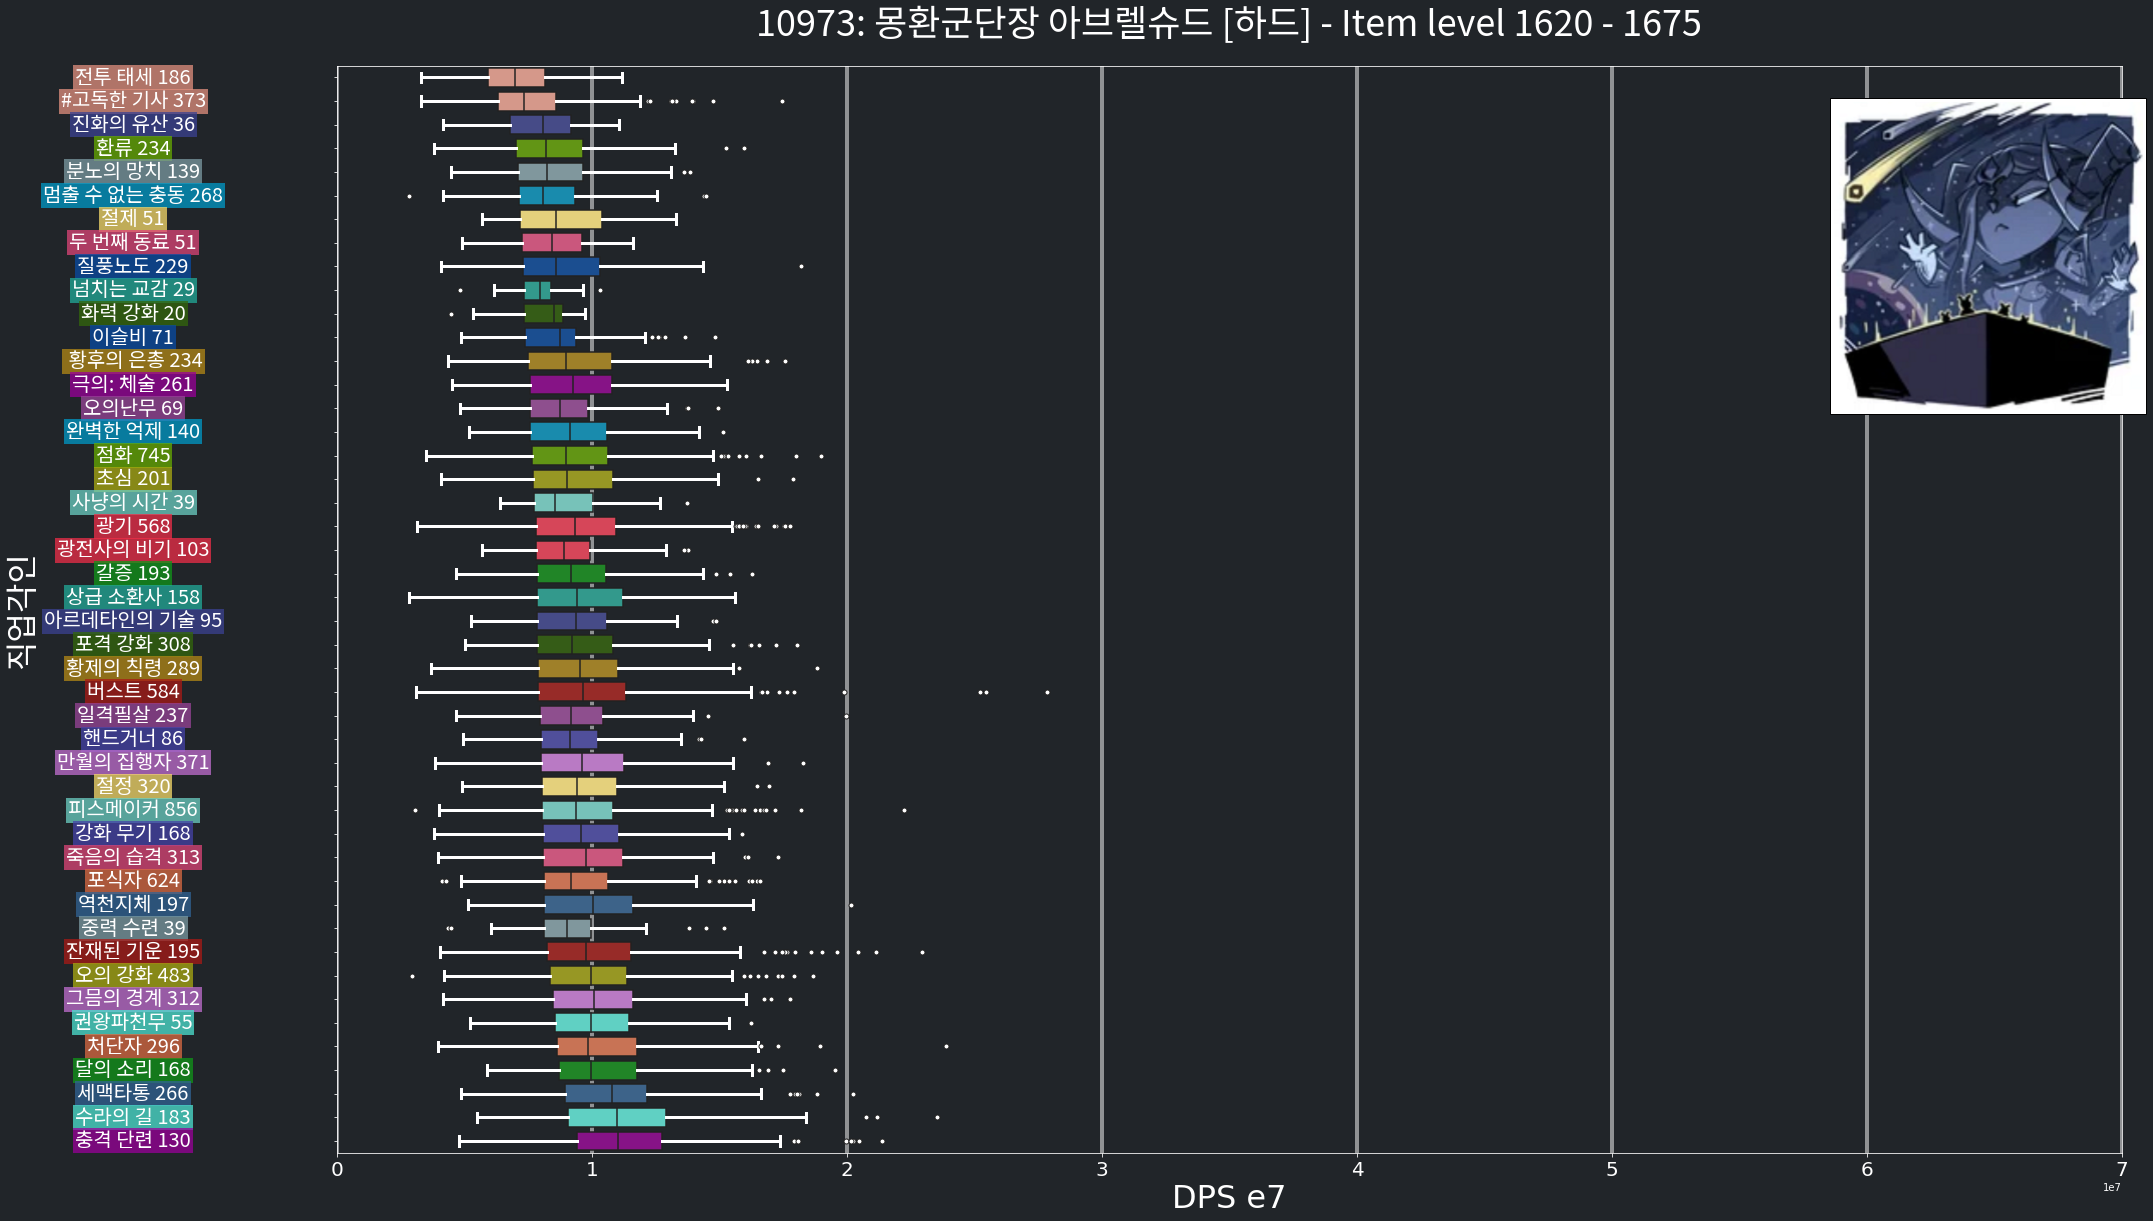 10973: 몽환군단장 아브렐슈드 [하드] - Item level 1620 - 1675
전투 태세 186
#고독한 기사 373
진화의 유산 36
환류 234
분노의 망치 139
멈출 수 없는 충동 268
절제 51
두 번째 동료 51
질풍노도 229
넘치는 교감 29
화력 강화 20
이슬비 71
황후의 은총 234
극의: 체술 261
오의난무 69
완벽한 억제 140
점화 745
초심 201
사냥의 시간 39
광기 568
광전사의 비기 103
갈증 193
상급 소환사 158
아르데타인의 기술 95
포격 강화 308
황제의 칙령 289
버스트 584
일격필살 237
핸드거너 86
만월의 집행자 371
절정 320
피스메이커 856
강화 무기 168
죽음의 습격 313
포식자 624
역천지체 197
중력 수련 39
잔재된 기운 195
오의 강화 483
그믐의 경계 312
권왕파천무 55
처단자 296
달의 소리 168
세맥타통 266
수라의 길 183
충격 단련 130
직업각인
0 1 2 3 4 5 6 7
1e7
DPS e7